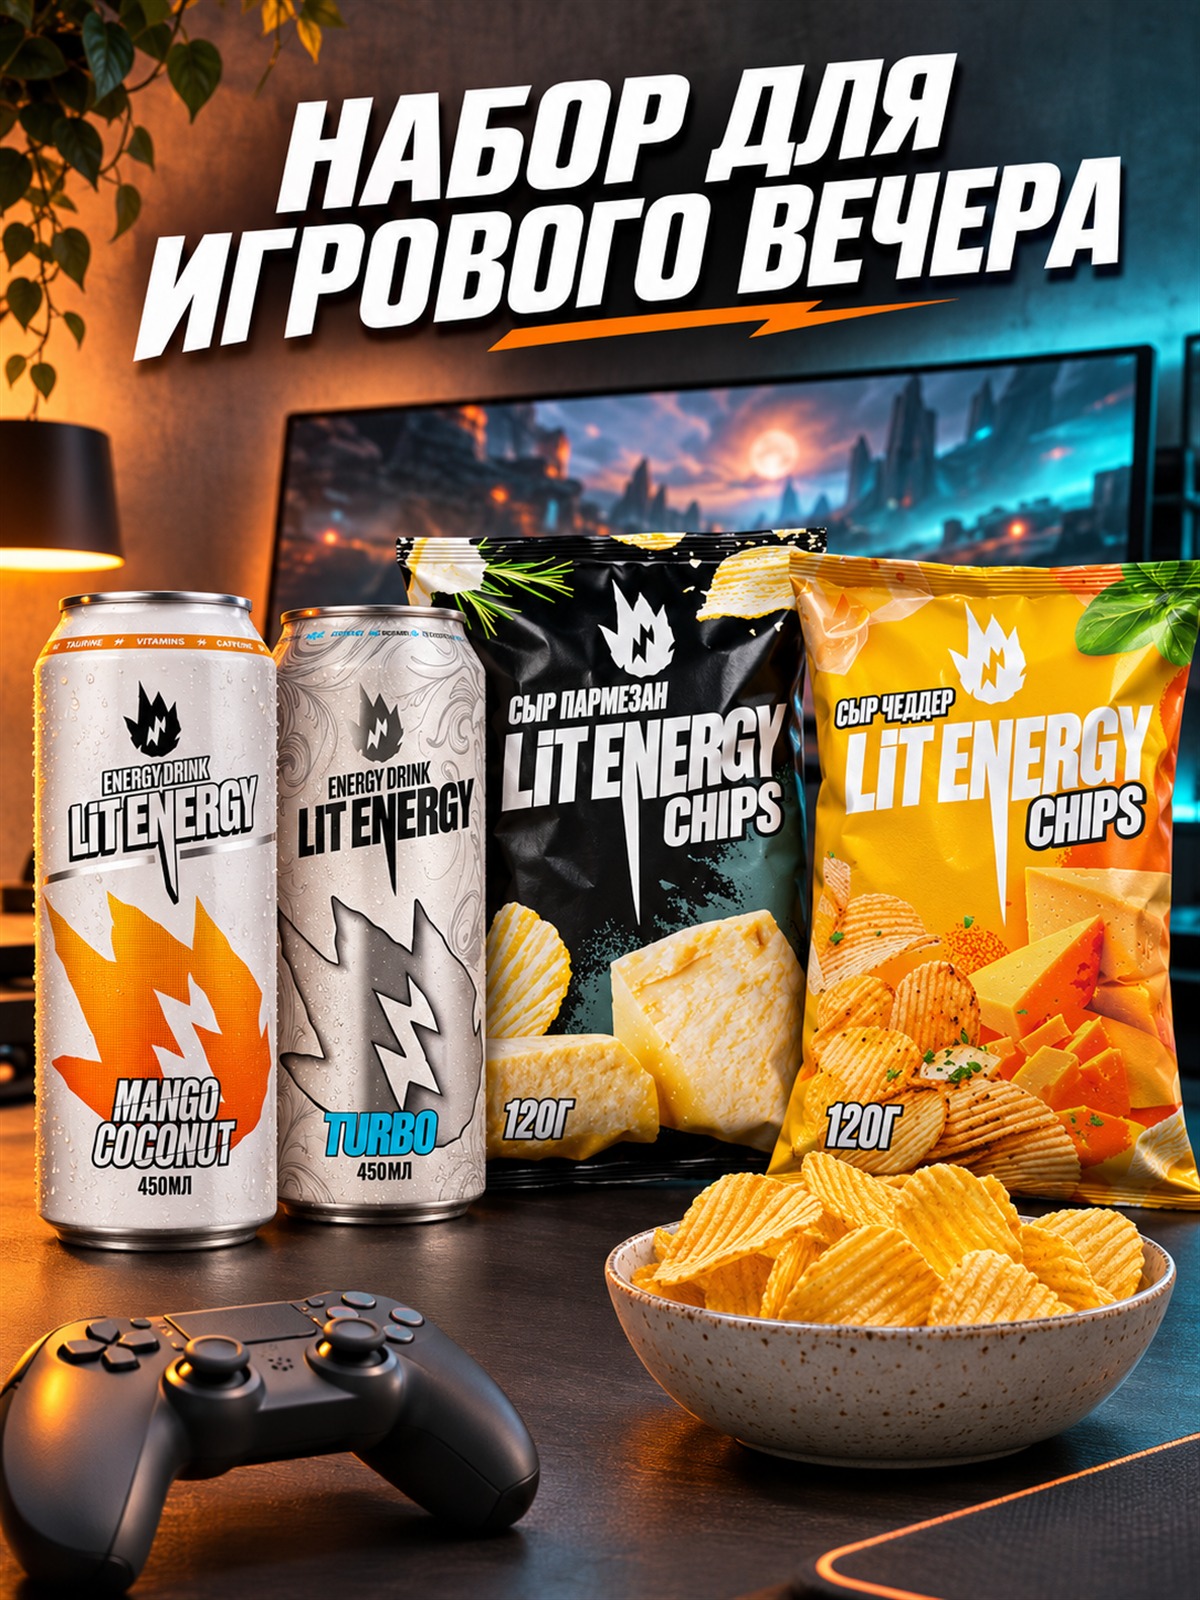 НАБОР ДЛЯ
ИГРОВОГО ВЕЧЕРА
TAURINE VITAMINS CAFFEINE
ENERGY DRINK
LIT ENERGY
MANGO
COCONUT
450МЛ
ENERGY DRINK
LIT ENERGY
TURBO
450МЛ
СЫР ПАРМЕЗАН
LIT ENERGY
CHIPS
120Г
СЫР ЧЕДДЕР
LIT ENERGY
CHIPS
120Г